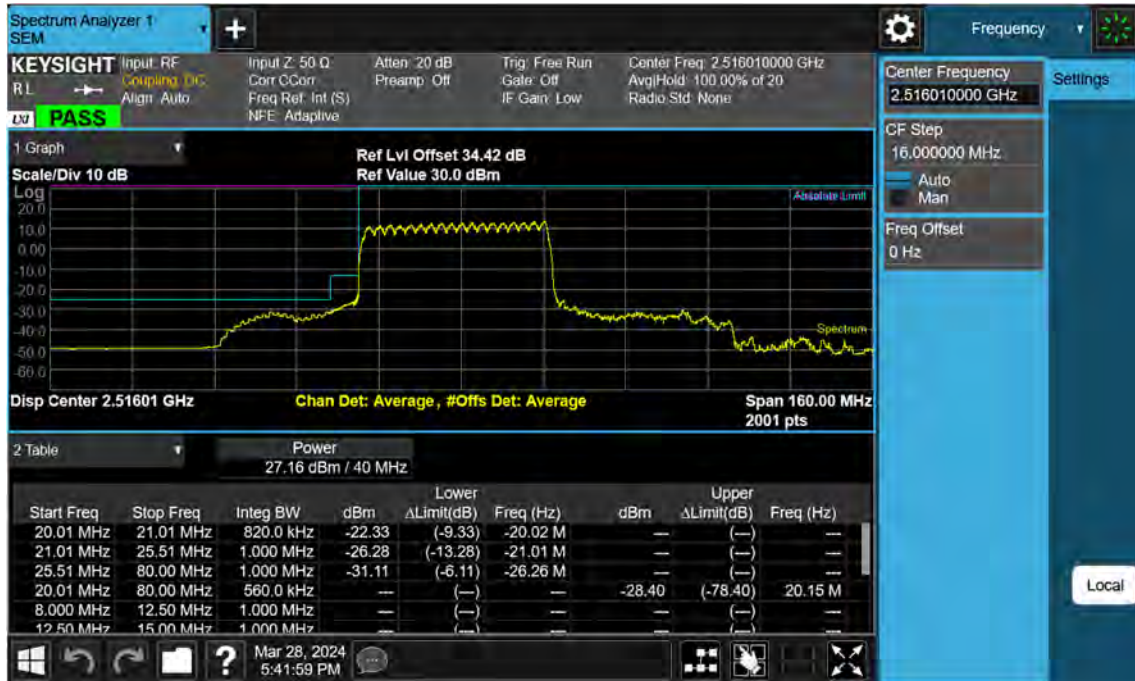 Spectrum Analyzer 1
SEM
+
Frequency
KEYSIGHT
RL
LXI
PASS
Input: RF
Coupling: DC
Align: Auto
Input Z: 50 Ω
Corr CCorr
Freq Ref: Int (S)
NFE: Adaptive
Atten: 20 dB
Preamp: Off
Trig: Free Run
Gate: Off
IF Gain: Low
Center Freq: 2.516010000 GHz
Avg|Hold: 100.00% of 20
Radio Std: None
Center Frequency
2.516010000 GHz
Settings
CF Step
16.000000 MHz
Auto
Man
Freq Offset
0 Hz
Local
1 Graph
Scale/Div 10 dB
Ref Lvl Offset 34.42 dB
Ref Value 30.0 dBm
Log
Absolute Limit
20.0
10.0
0.00
-10.0
-20.0
-30.0
-40.0
-50.0
-60.0
Spectrum
Disp Center 2.51601 GHz
Chan Det: Average, #Offs Det: Average
Span 160.00 MHz
2001 pts
2 Table
Power
27.16 dBm / 40 MHz
Lower Upper
Start Freq Stop Freq Integ BW dBm ΔLimit(dB) Freq (Hz) dBm ΔLimit(dB) Freq (Hz)
20.01 MHz 21.01 MHz 820.0 kHz -22.33 (-9.33) -20.02 M --- (---) ---
21.01 MHz 25.51 MHz 1.000 MHz -26.28 (-13.28) -21.01 M --- (---) ---
25.51 MHz 80.00 MHz 1.000 MHz -31.11 (-6.11) -26.26 M --- (---) ---
20.01 MHz 80.00 MHz 560.0 kHz --- (---) --- -28.40 (-78.40) 20.15 M
8.000 MHz 12.50 MHz 1.000 MHz --- (---) --- --- (---) ---
12.50 MHz 15.00 MHz 1.000 MHz --- (---) --- --- (---) ---
?
Mar 28, 2024
5:41:59 PM